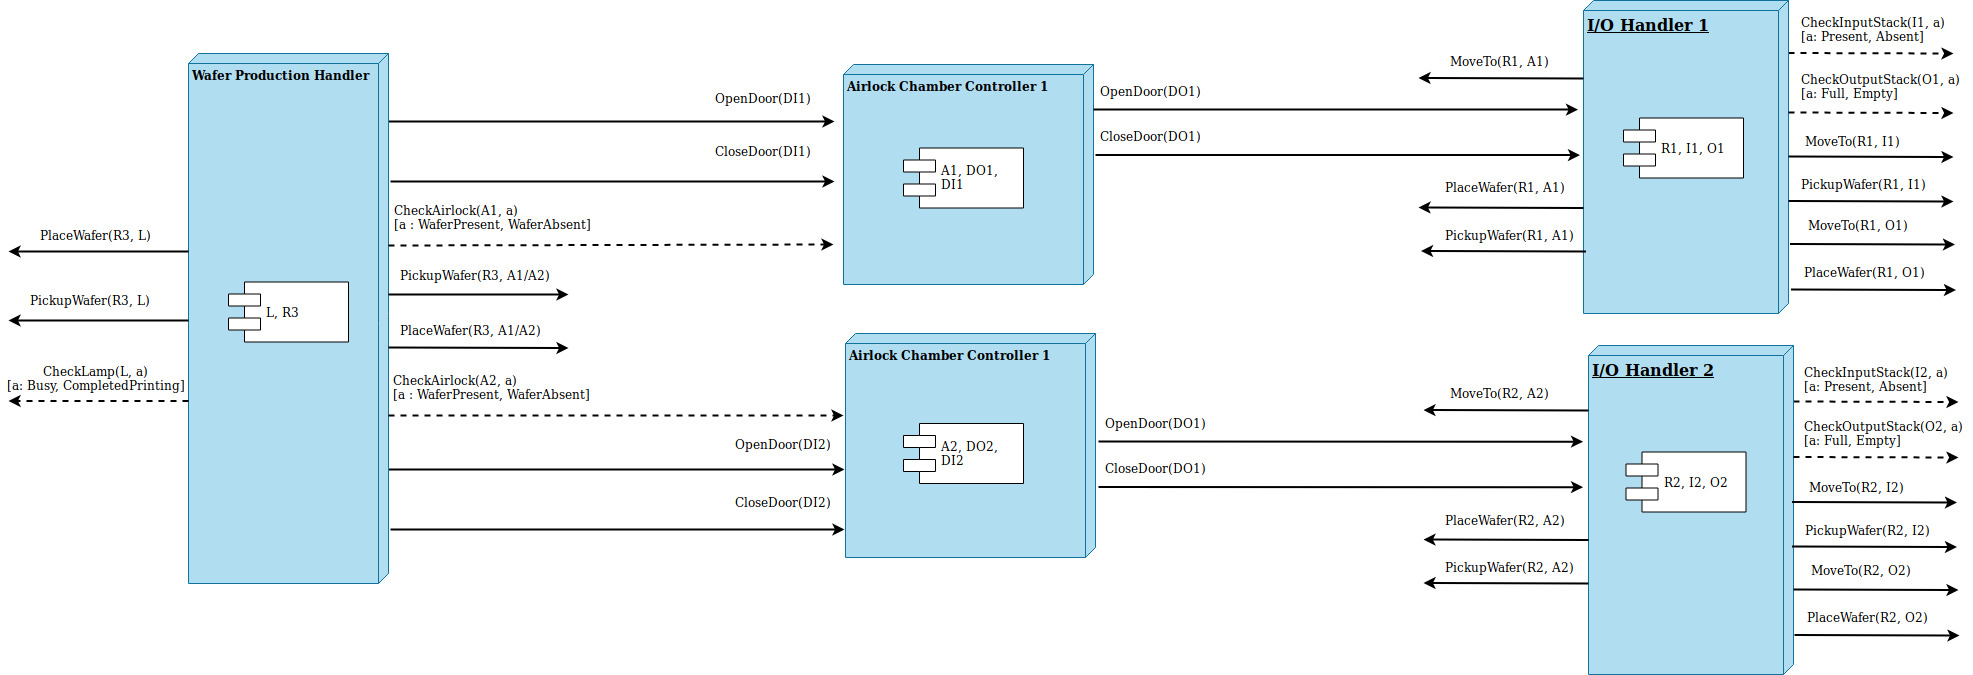 PlaceWafer(R3, L)
PickupWafer(R3, L)
CheckLamp(L, a)
[a: Busy, CompletedPrinting]
Wafer Production Handler
L, R3
OpenDoor(DI1)
CloseDoor(DI1)
CheckAirlock(A1, a)
[a : WaferPresent, WaferAbsent]
PickupWafer(R3, A1/A2)
PlaceWafer(R3, A1/A2)
CheckAirlock(A2, a)
[a : WaferPresent, WaferAbsent]
OpenDoor(DI2)
CloseDoor(DI2)
Airlock Chamber Controller 1
A1, DO1,
DI1
Airlock Chamber Controller 1
A2, DO2,
DI2
OpenDoor(DO1)
CloseDoor(DO1)
OpenDoor(DO1)
CloseDoor(DO1)
MoveTo(R1, A1)
PlaceWafer(R1, A1)
PickupWafer(R1, A1)
MoveTo(R2, A2)
PlaceWafer(R2, A2)
PickupWafer(R2, A2)
I/O Handler 1
R1, I1, O1
I/O Handler 2
R2, I2, O2
CheckInputStack(I1, a)
[a: Present, Absent]
CheckOutputStack(O1, a)
[a: Full, Empty]
MoveTo(R1, I1)
PickupWafer(R1, I1)
MoveTo(R1, O1)
PlaceWafer(R1, O1)
CheckInputStack(I2, a)
[a: Present, Absent]
CheckOutputStack(O2, a)
[a: Full, Empty]
MoveTo(R2, I2)
PickupWafer(R2, I2)
MoveTo(R2, O2)
PlaceWafer(R2, O2)